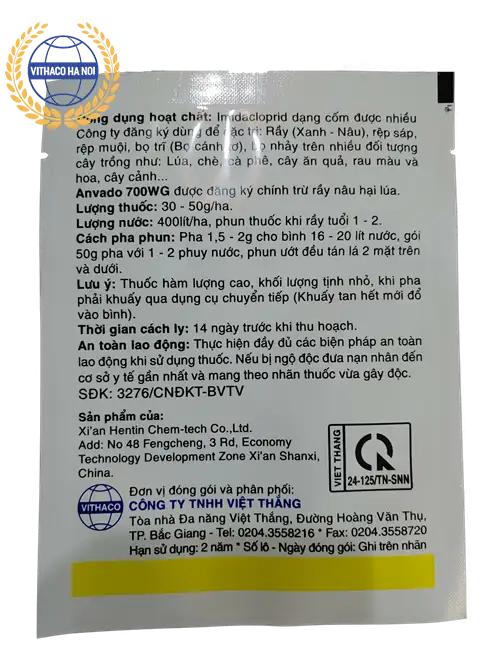 VITHACO HA NOI
Công dụng hoạt chất: Imidacloprid dạng cốm được nhiều
Công ty đăng ký dùng để đặc trị: Rầy (Xanh - Nâu), rệp sáp,
rệp muội, bọ trĩ (Bọ cánh tơ), bọ nhảy trên nhiều đối tượng
cây trồng như: Lúa, chè, cà phê, cây ăn quả, rau màu và
hoa, cây cảnh...
Anvado 700WG được đăng ký chính trừ rầy nâu hại lúa.
Lượng thuốc: 30 - 50g/ha.
Lượng nước: 400lít/ha, phun thuốc khi rầy tuổi 1 - 2.
Cách pha phun: Pha 1,5 - 2g cho bình 16 - 20 lít nước, gói
50g pha với 1 - 2 phuy nước, phun ướt đều tán lá 2 mặt trên
và dưới.
Lưu ý: Thuốc hàm lượng cao, khối lượng tịnh nhỏ, khi pha
phải khuấy qua dụng cụ chuyển tiếp (Khuấy tan hết mới đổ
vào bình).
Thời gian cách ly: 14 ngày trước khi thu hoạch.
An toàn lao động: Thực hiện đầy đủ các biện pháp an toàn
lao động khi sử dụng thuốc. Nếu bị ngộ độc đưa nạn nhân đến
cơ sở y tế gần nhất và mang theo nhãn thuốc vừa gây độc.
SĐK: 3276/CNĐKT-BVTV
Sản phẩm của:
Xi'an Hentin Chem-tech Co.,Ltd.
Add: No 48 Fengcheng, 3 Rd, Economy
Technology Development Zone Xi'an Shanxi,
China.
VIET THANG
24-125/TN-SNN
Đơn vị đóng gói và phân phối:
VITHACO
CÔNG TY TNHH VIỆT THẮNG
Tòa nhà Đa năng Việt Thắng, Đường Hoàng Văn Thụ,
TP. Bắc Giang - Tel: 0204.3558216 * Fax: 0204.3558720
Hạn sử dụng: 2 năm * Số lô - Ngày đóng gói: Ghi trên nhãn